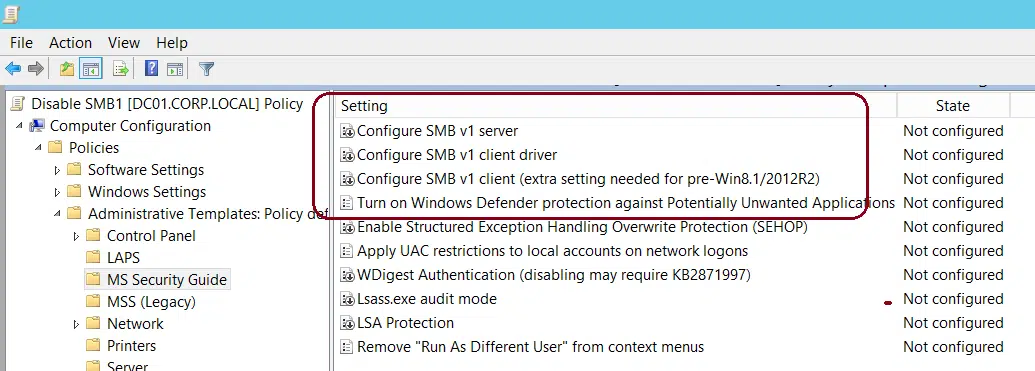 File Action View Help
Disable SMB1 [DC01.CORP.LOCAL] Policy
Computer Configuration
Policies
Software Settings
Windows Settings
Administrative Templates: Policy def
Control Panel
LAPS
MS Security Guide
MSS (Legacy)
Network
Printers
Server
Setting State
Configure SMB v1 server Not configured
Configure SMB v1 client driver Not configured
Configure SMB v1 client (extra setting needed for pre-Win8.1/2012R2) Not configured
Turn on Windows Defender protection against Potentially Unwanted Applications Not configured
Enable Structured Exception Handling Overwrite Protection (SEHOP) Not configured
Apply UAC restrictions to local accounts on network logons Not configured
WDigest Authentication (disabling may require KB2871997) Not configured
Lsass.exe audit mode Not configured
LSA Protection Not configured
Remove "Run As Different User" from context menus Not configured